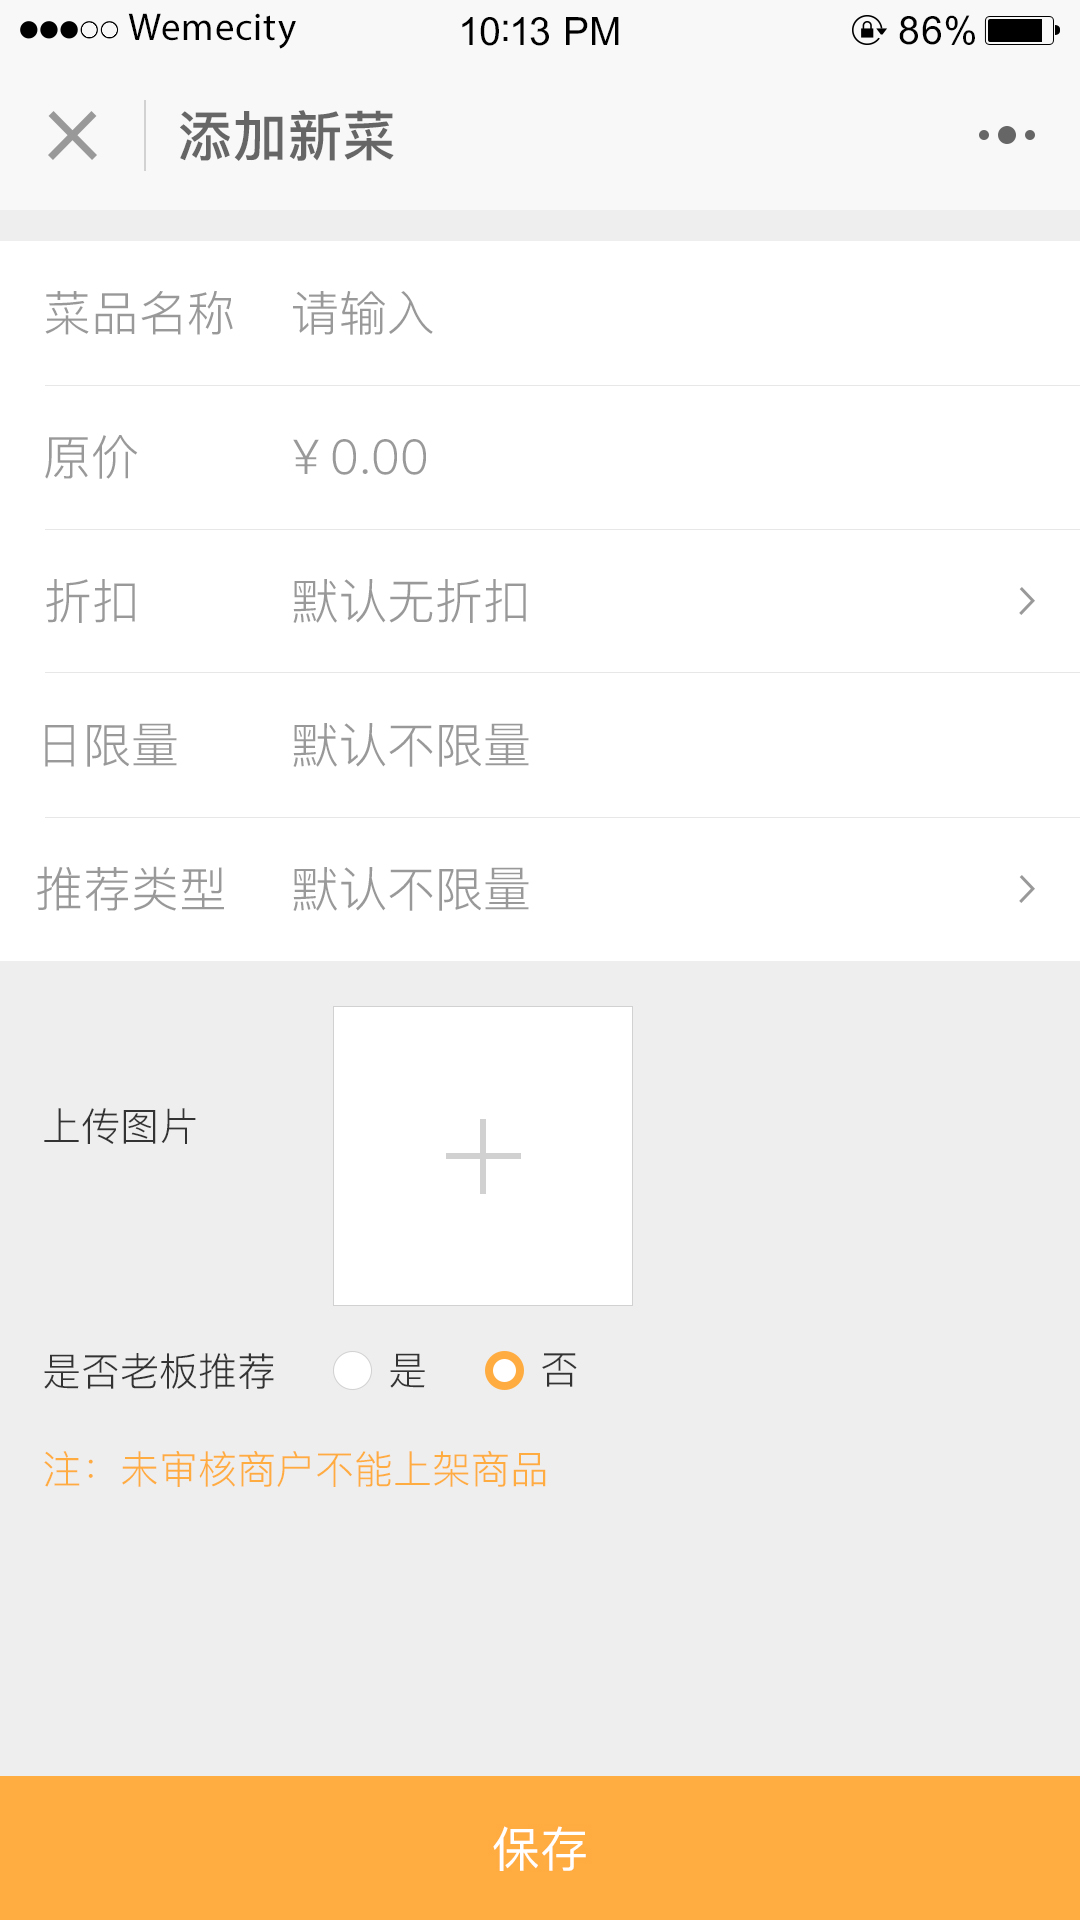 Wemecity 10:13 PM 86%
添加新菜
菜品名称 请输入
原价 ¥ 0.00
折扣 默认无折扣
日限量 默认不限量
推荐类型 默认不限量
上传图片
是否老板推荐 是 否
注：未审核商户不能上架商品
保存